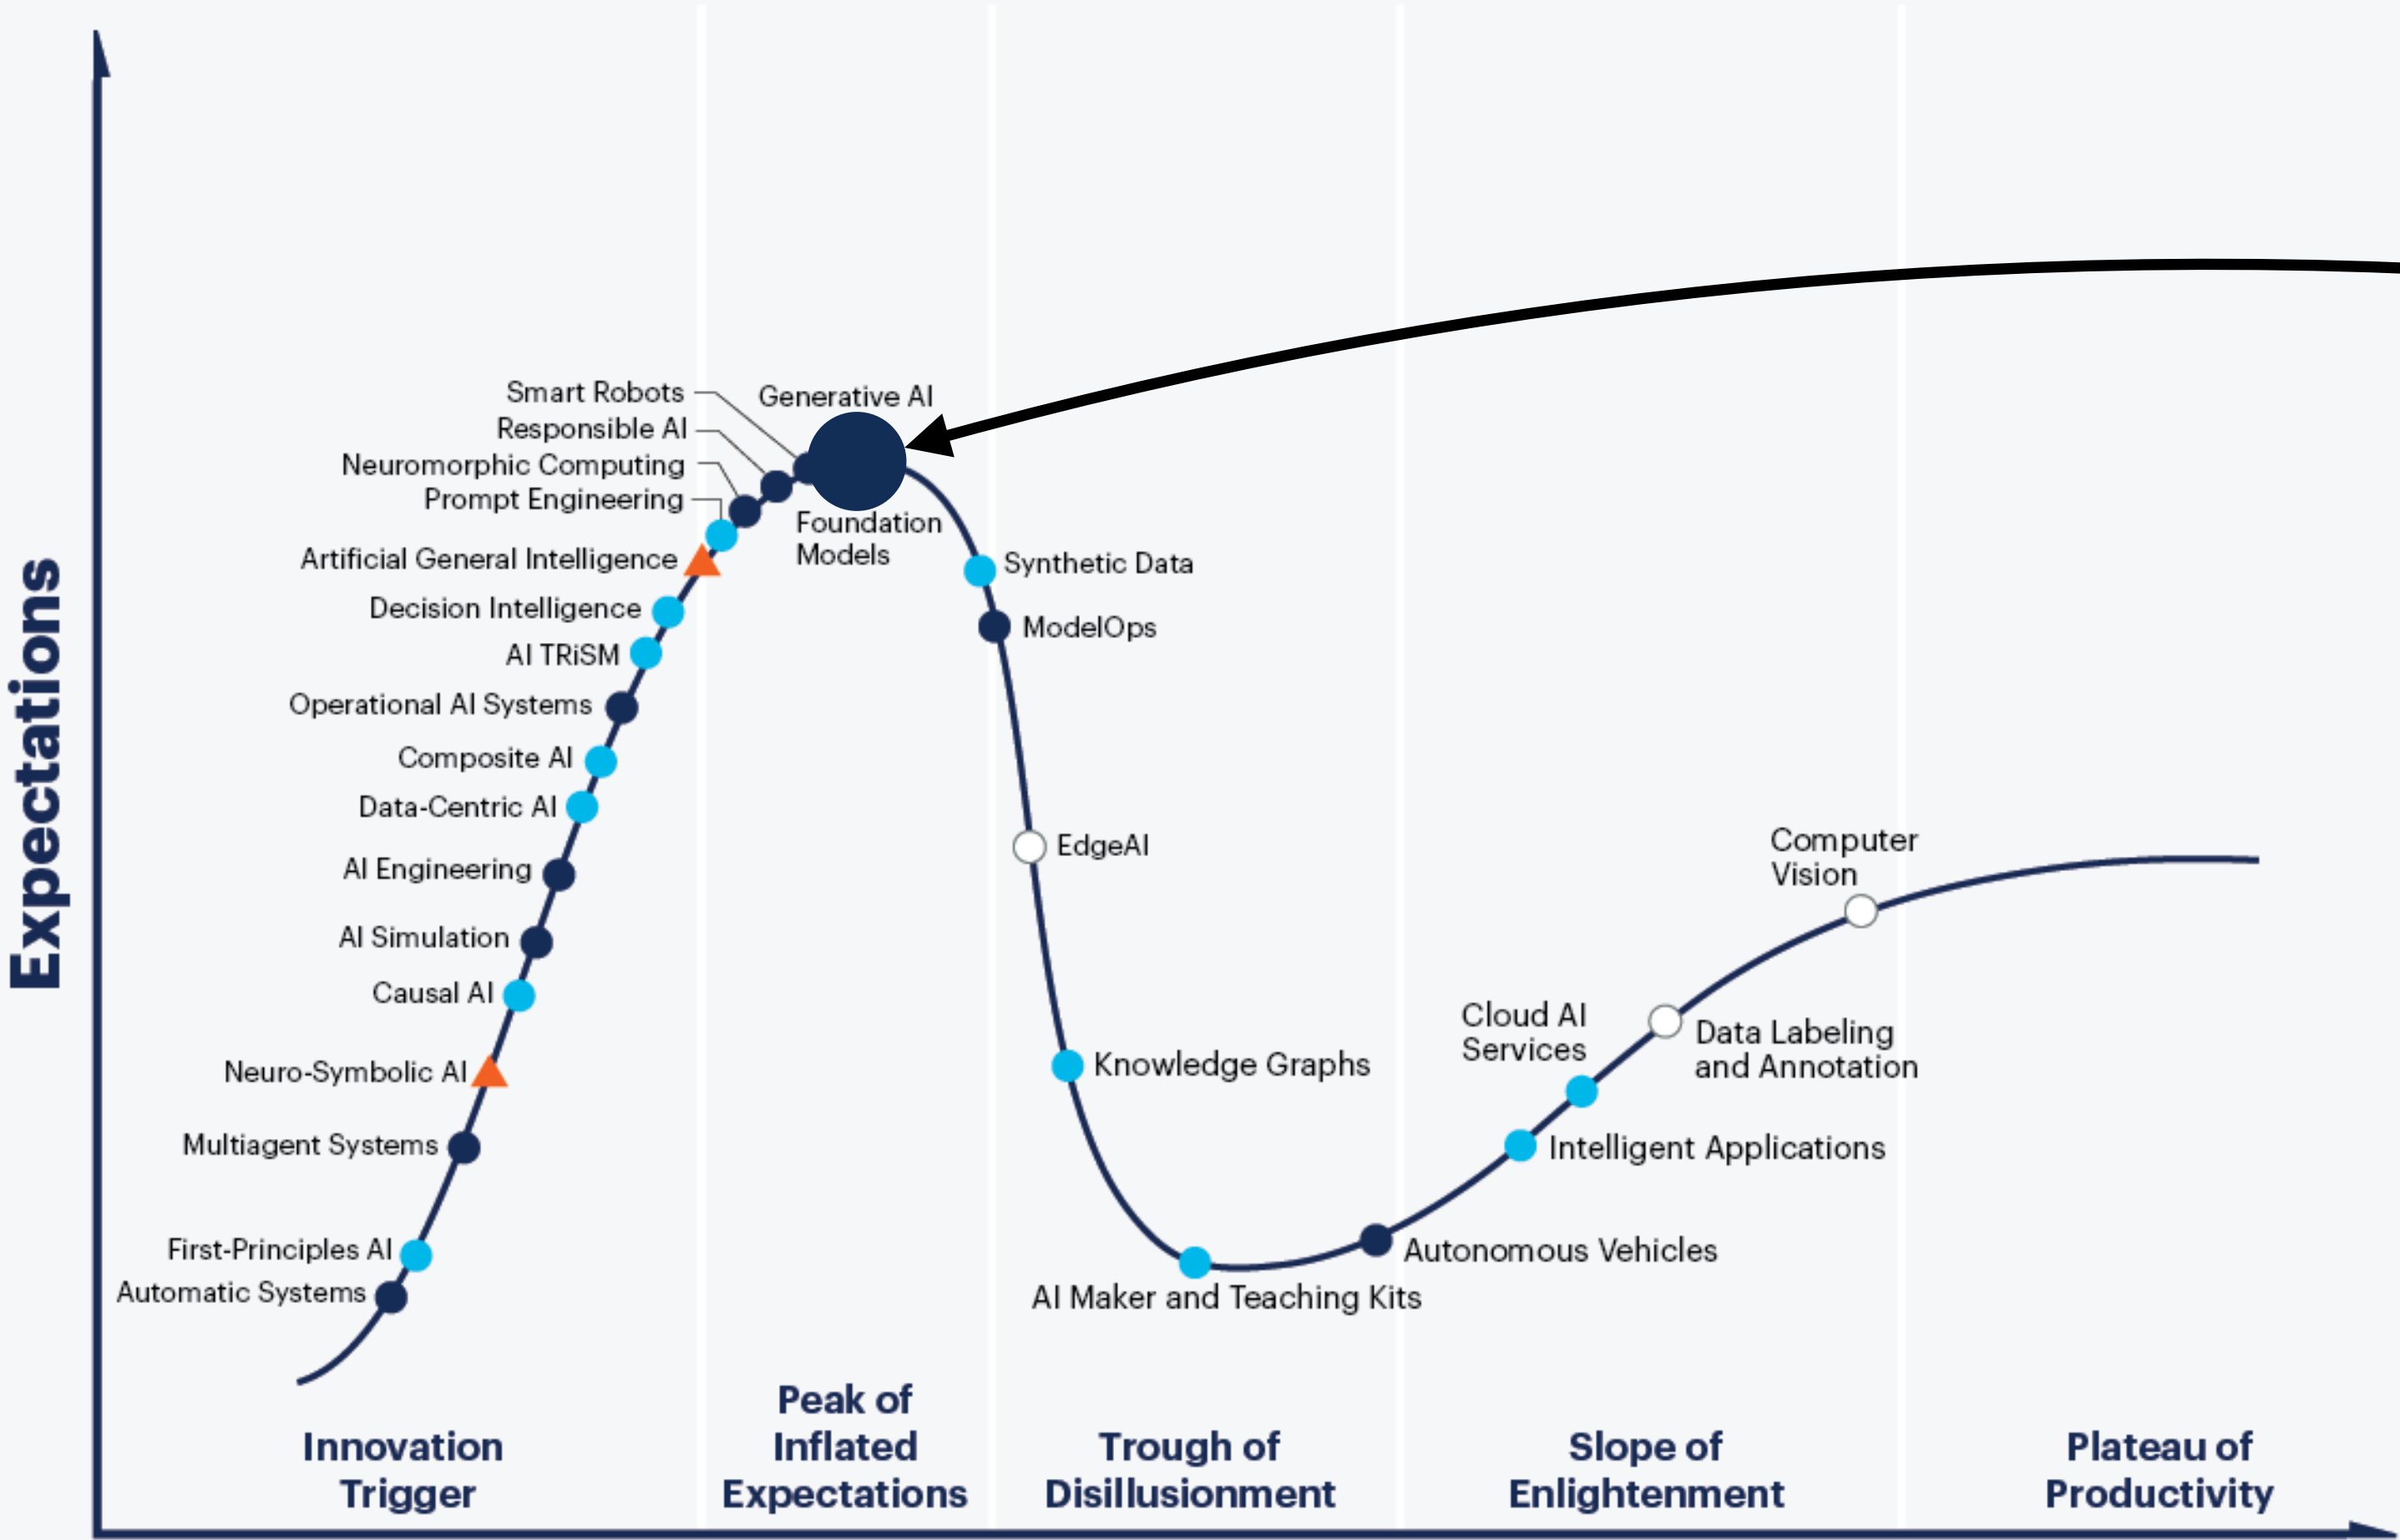 Expectations
Smart Robots
Responsible AI
Neuromorphic Computing
Prompt Engineering
Artificial General Intelligence
Decision Intelligence
AI TRiSM
Operational AI Systems
Composite AI
Data-Centric AI
AI Engineering
AI Simulation
Causal AI
Neuro-Symbolic AI
Multiagent Systems
First-Principles AI
Automatic Systems
Generative AI
Foundation
Models
Synthetic Data
ModelOps
EdgeAI
Knowledge Graphs
AI Maker and Teaching Kits
Autonomous Vehicles
Intelligent Applications
Cloud AI
Services
Data Labeling
and Annotation
Computer
Vision
Innovation
Trigger
Peak of
Inflated
Expectations
Trough of
Disillusionment
Slope of
Enlightenment
Plateau of
Productivity